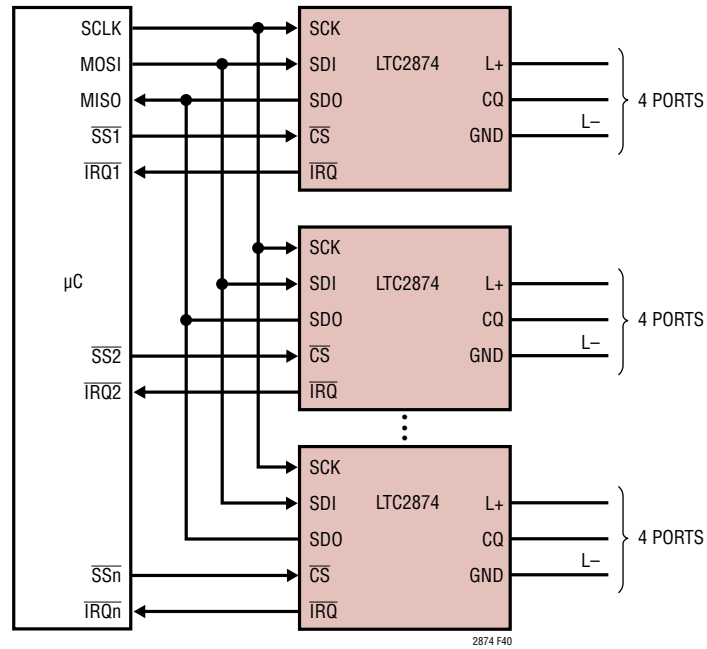 SCLK
MOSI
MISO
SS1
IRQ1
µC
SS2
IRQ2
SSn
IRQn
SCK
SDI LTC2874 L+
SDO CQ
CS GND L–
IRQ
4 PORTS
SCK
SDI LTC2874 L+
SDO CQ
CS GND L–
IRQ
4 PORTS
SCK
SDI LTC2874 L+
SDO CQ
CS GND L–
IRQ
4 PORTS
2874 F40